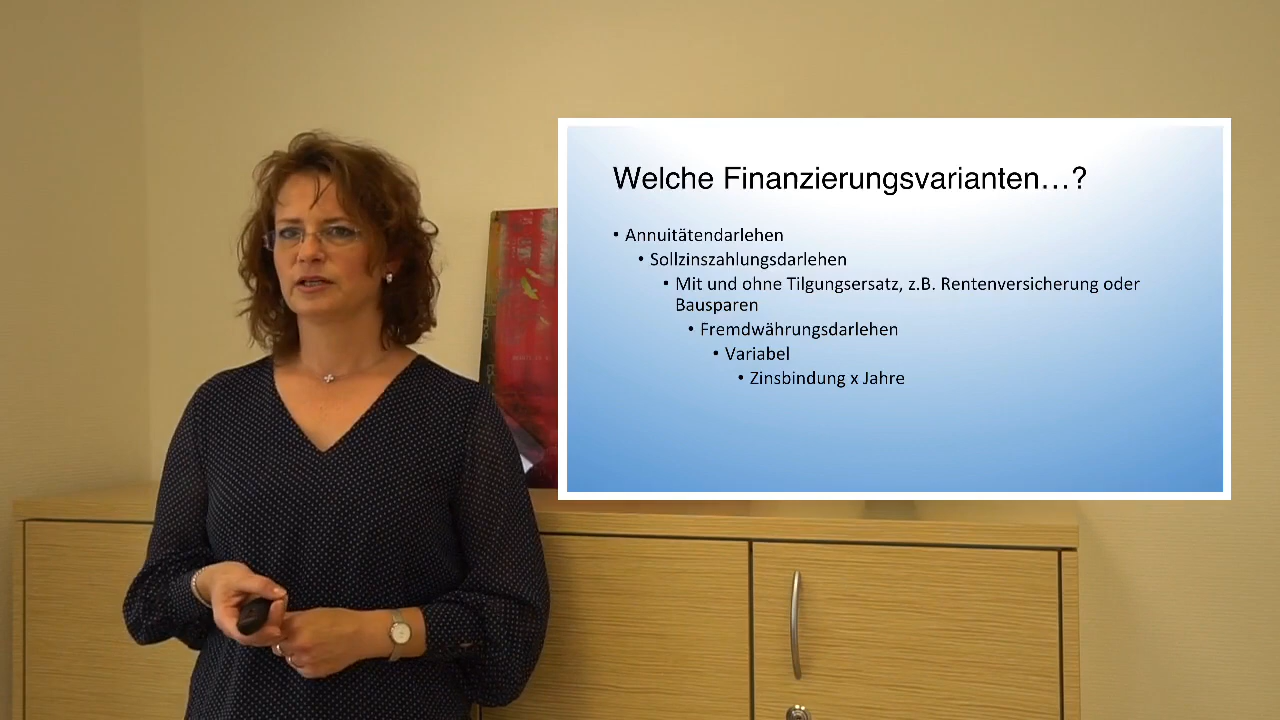 Welche Finanzierungsvarianten…?
• Annuitätendarlehen
• Sollzinszahlungsdarlehen
• Mit und ohne Tilgungsersatz, z.B. Rentenversicherung oder
Bausparen
• Fremdwährungsdarlehen
• Variabel
• Zinsbindung x Jahre